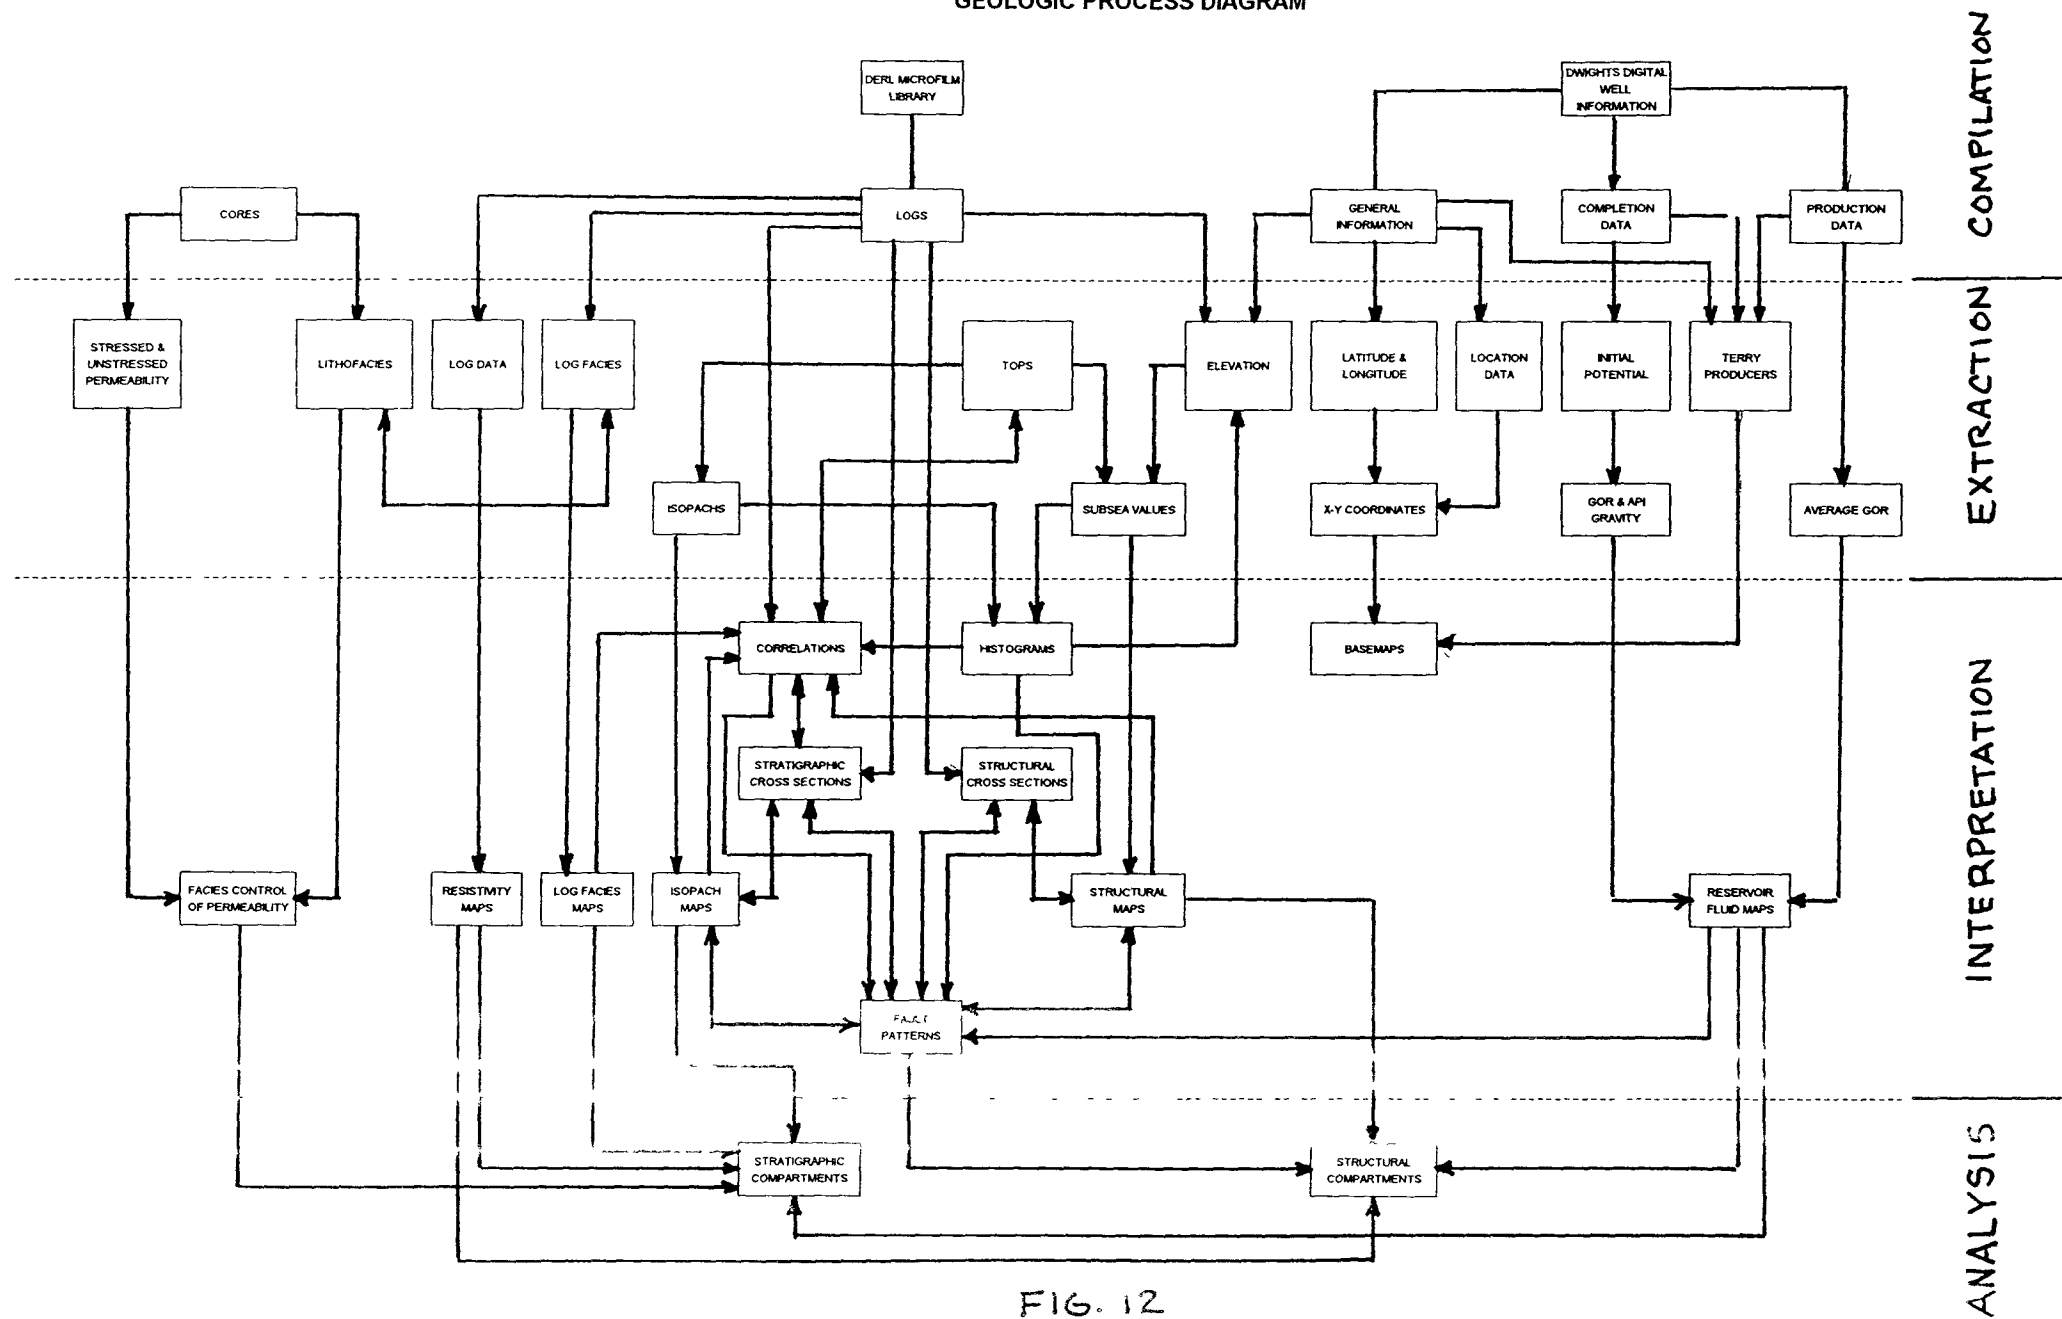 GEOLOGIC PROCESS DIAGRAM
COMPILATION
DERL MICROFILM
LIBRARY
DWIGHTS DIGITAL
WELL
INFORMATION
CORES
LOGS
GENERAL
INFORMATION
COMPLETION
DATA
PRODUCTION
DATA
EXTRACTION
STRESSED &
UNSTRESSED
PERMEABILITY
LITHOFACIES
LOG DATA
LOG FACIES
TOPS
ELEVATION
LATITUDE &
LONGITUDE
LOCATION
DATA
INITIAL
POTENTIAL
TERRY
PRODUCERS
ISOPACHS
SUBSEA VALUES
X-Y COORDINATES
GOR & API
GRAVITY
AVERAGE GOR
INTERPRETATION
CORRELATIONS
HISTOGRAMS
BASEMAPS
STRATIGRAPHIC
CROSS SECTIONS
STRUCTURAL
CROSS SECTIONS
FACIES CONTROL
OF PERMEABILITY
RESISTIVITY
MAPS
LOG FACIES
MAPS
ISOPACH
MAPS
STRUCTURAL
MAPS
RESERVOIR
FLUID MAPS
FAULT
PATTERNS
ANALYSIS
STRATIGRAPHIC
COMPARTMENTS
STRUCTURAL
COMPARTMENTS
FIG. 12